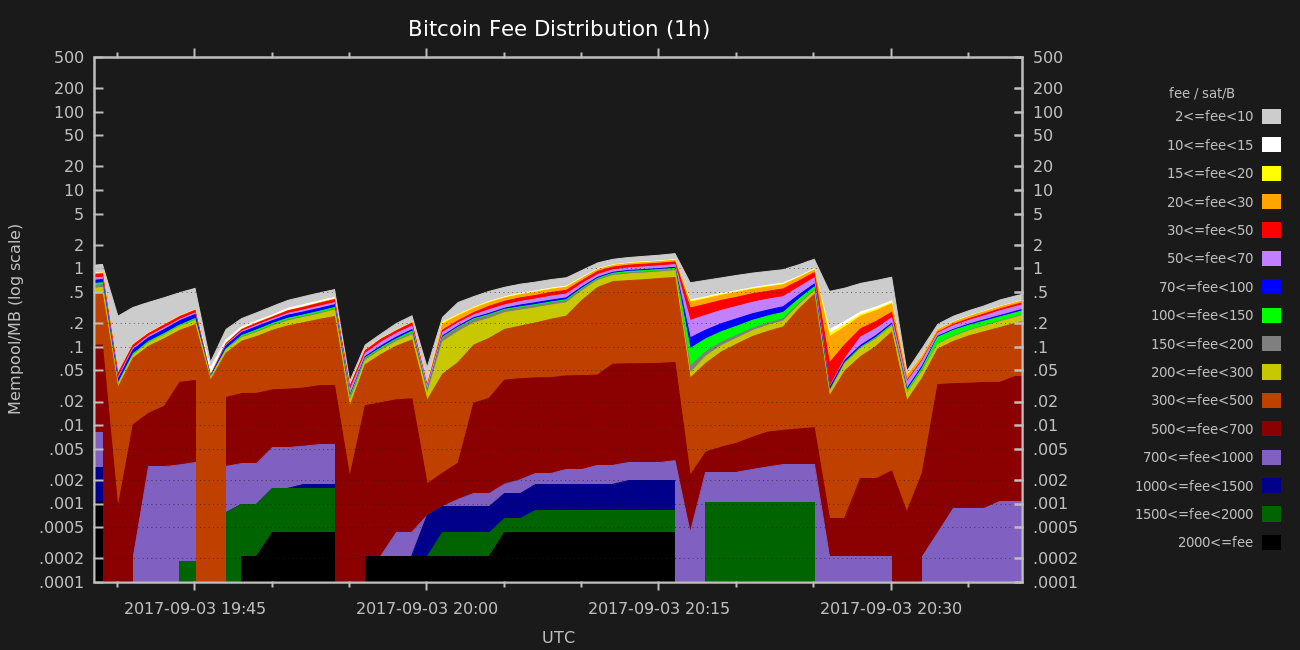 Bitcoin Fee Distribution (1h)
500
200
100
50
20
10
5
2
1
.5
.2
.1
.05
.02
.01
.005
.002
.001
.0005
.0002
.0001
Mempool/MB (log scale)
500
200
100
50
20
10
5
2
1
.5
.2
.1
.05
.02
.01
.005
.002
.001
.0005
.0002
.0001
2017-09-03 19:45
2017-09-03 20:00
2017-09-03 20:15
2017-09-03 20:30
UTC
fee / sat/B
2<=fee<10
10<=fee<15
15<=fee<20
20<=fee<30
30<=fee<50
50<=fee<70
70<=fee<100
100<=fee<150
150<=fee<200
200<=fee<300
300<=fee<500
500<=fee<700
700<=fee<1000
1000<=fee<1500
1500<=fee<2000
2000<=fee